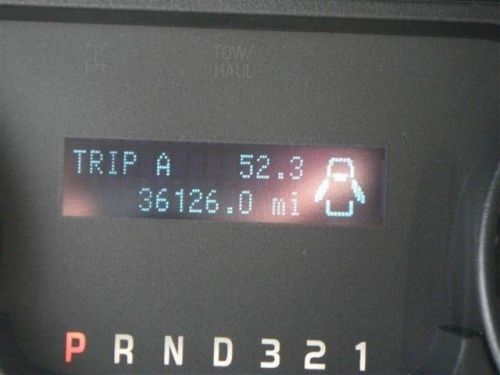 TOW/
HAUL
TRIP A 52.3
36126.0 mi
P R N D 3 2 1